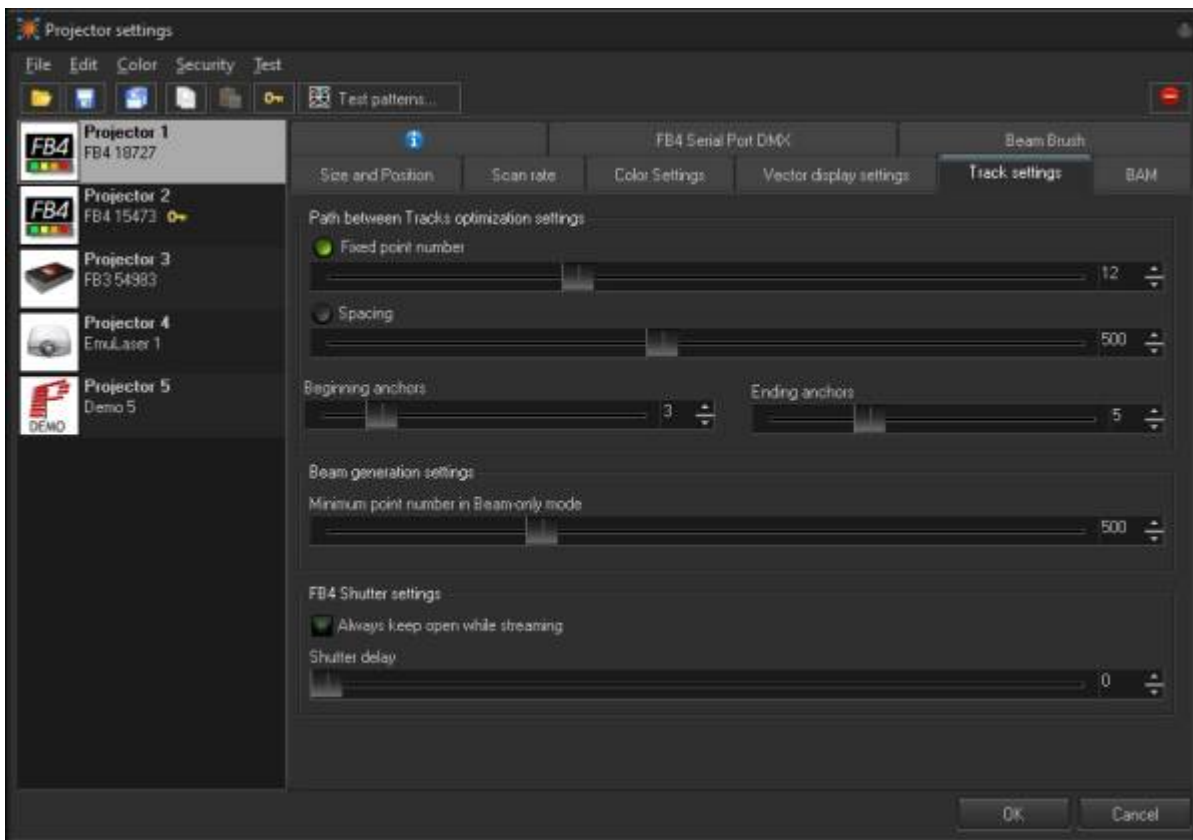 Projector settings
File Edit Color Security Test
Test patterns...
FB4
Projector 1
FB4 18727
FB4
Projector 2
FB4 15473
Projector 3
FB3 54983
Projector 4
EmuLaser 1
DEMO
Projector 5
Demo 5
FB4 Serial Port DMX Beam Brush
Size and Position Scan rate Color Settings Vector display settings Track settings BAM
Path between Tracks optimization settings
Fixed point number
12
Spacing
500
Beginning anchors Ending anchors
3 5
Beam generation settings
Minimum point number in Beam-only mode
500
FB4 Shutter settings
Always keep open while streaming
Shutter delay
0
OK Cancel